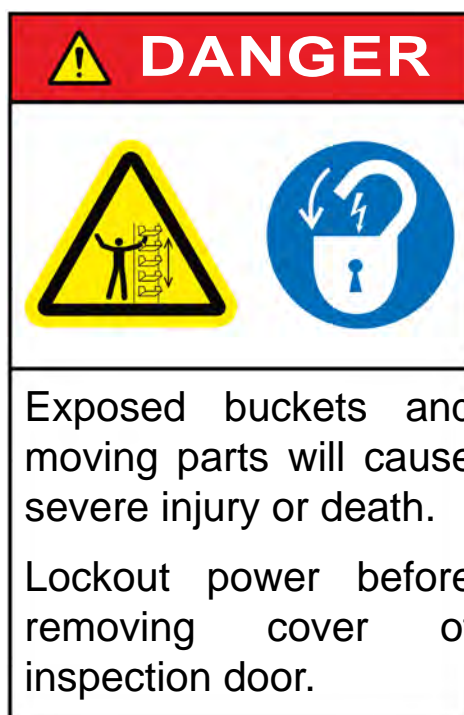 DANGER
Exposed buckets and
moving parts will cause
severe injury or death.
Lockout power before
removing cover of
inspection door.